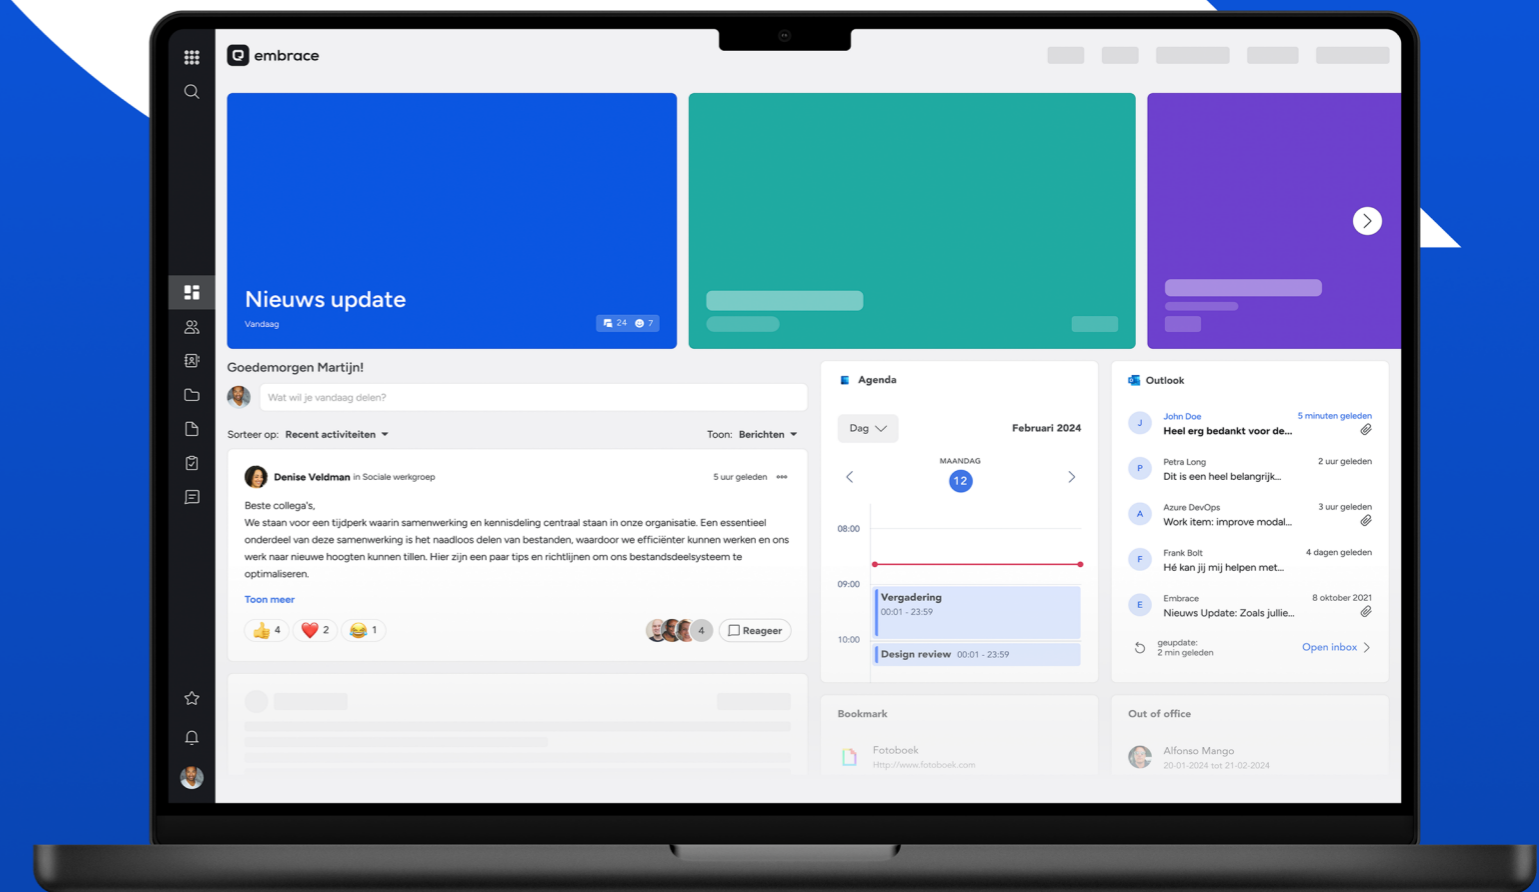 embrace
Nieuws update
Vandaag
24 7
Goedemorgen Martijn!
Wat wil je vandaag delen?
Sorteer op: Recent activiteiten
Toon: Berichten
Denise Veldman in Sociale werkgroep
5 uur geleden
Beste collega's,
We staan voor een tijdperk waarin samenwerking en kennisdeling centraal staan in onze organisatie. Een essentieel
onderdeel van deze samenwerking is het naadloos delen van bestanden, waardoor we efficiënter kunnen werken en ons
werk naar nieuwe hoogten kunnen tillen. Hier zijn een paar tips en richtlijnen om ons bestandsdeelsysteem te
optimaliseren.
Toon meer
4 2 1
4
Reageer
Agenda
Dag
Februari 2024
MAANDAG
12
08:00
09:00
Vergadering
00:01 - 23:59
10:00
Design review 00:01 - 23:59
Outlook
J
John Doe
5 minuten geleden
Heel erg bedankt voor de...
P
Petra Long
2 uur geleden
Dit is een heel belangrijk...
A
Azure DevOps
3 uur geleden
Work item: improve modal...
F
Frank Bolt
4 dagen geleden
Hé kan jij mij helpen met...
E
Embrace
8 oktober 2021
Nieuws Update: Zoals jullie...
geupdate:
2 min geleden
Open inbox
Bookmark
Fotoboek
Http://www.fotoboek.com
Out of office
Alfonso Mango
20-01-2024 tot 21-02-2024